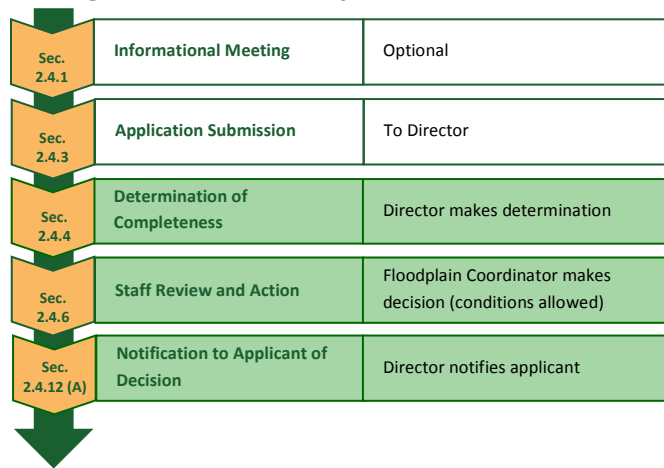 Sec.
2.4.1
Informational Meeting
Optional
Sec.
2.4.3
Application Submission
To Director
Sec.
2.4.4
Determination of
Completeness
Director makes determination
Sec.
2.4.6
Staff Review and Action
Floodplain Coordinator makes
decision (conditions allowed)
Sec.
2.4.12 (A)
Notification to Applicant of
Decision
Director notifies applicant